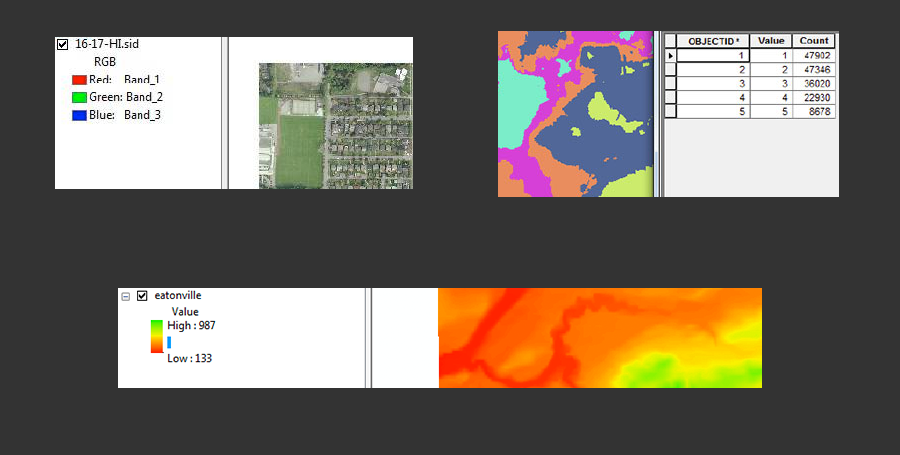 16-17-HI.sid
RGB
Red: Band_1
Green: Band_2
Blue: Band_3
OBJECTID * Value Count
1 1 47902
2 2 47346
3 3 36020
4 4 22930
5 5 8678
eatonville
Value
High : 987
Low : 133